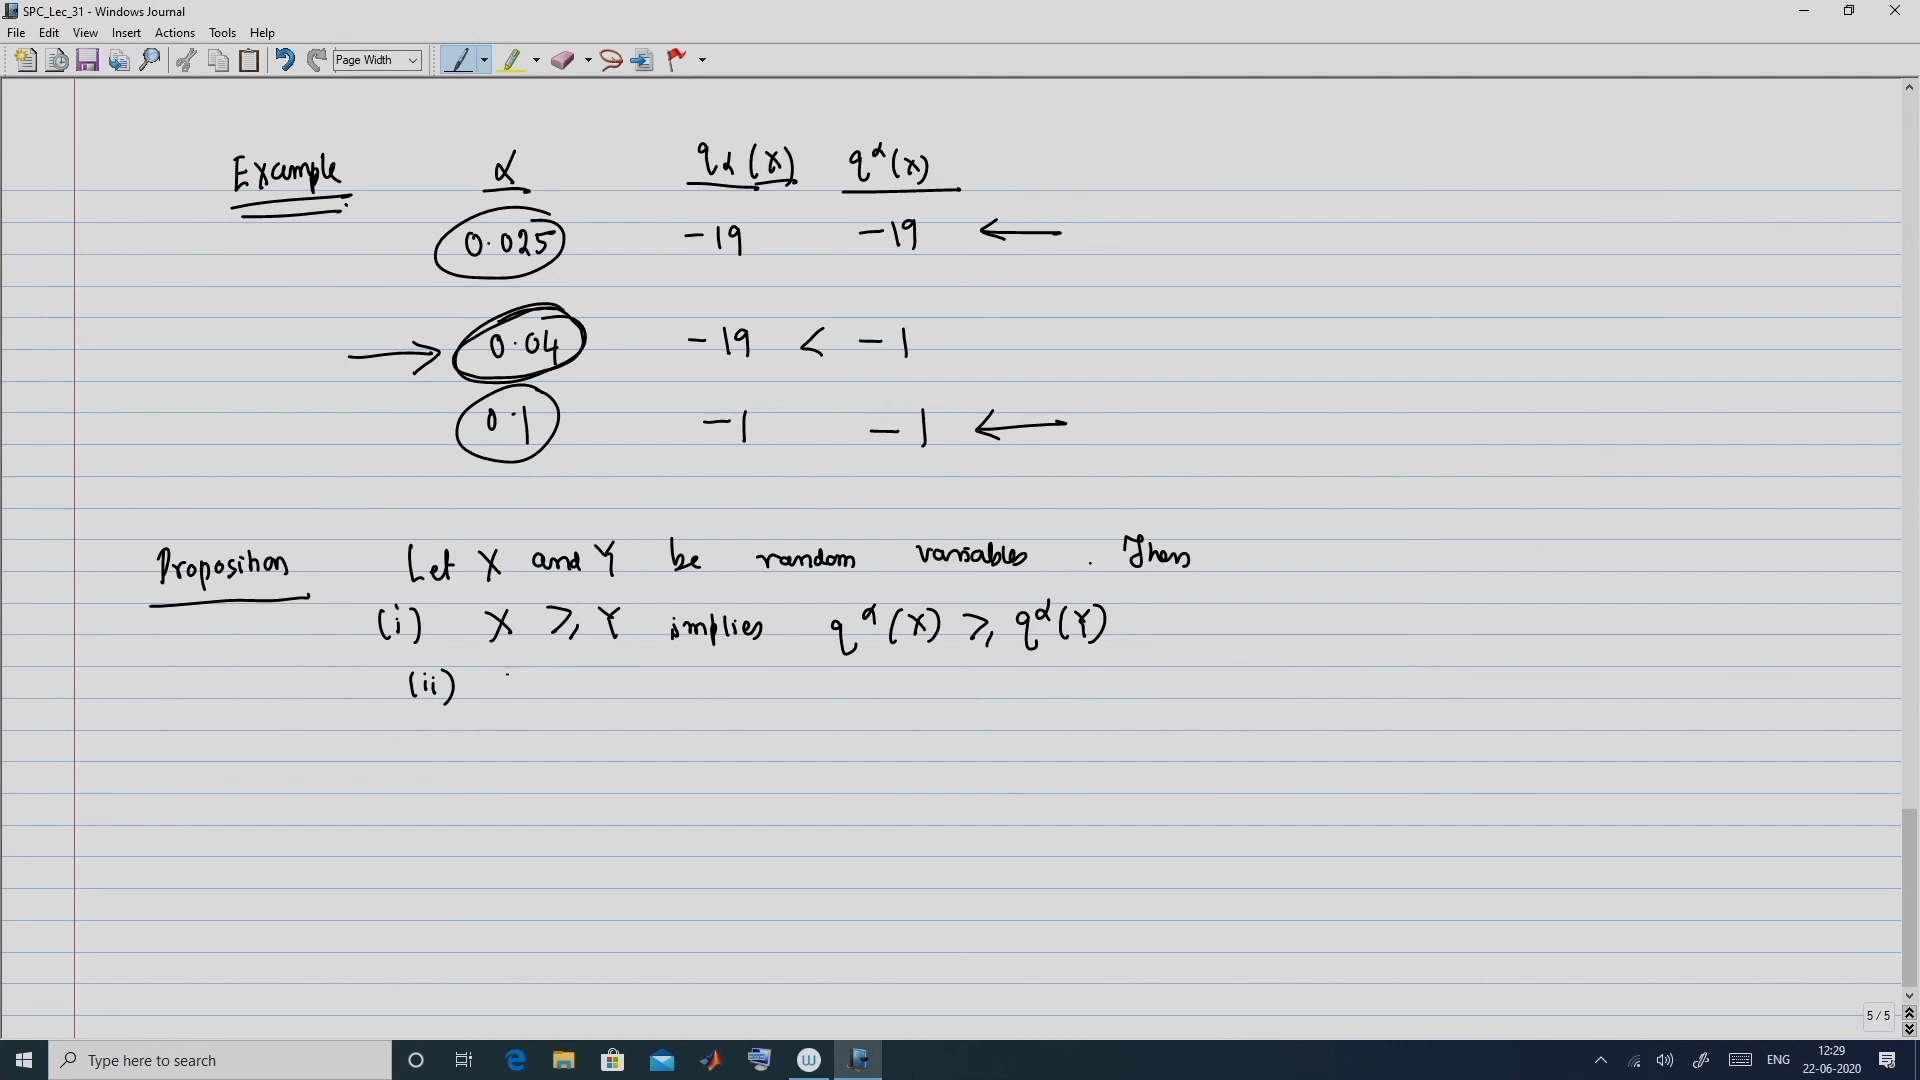 SPC_Lec_31 - Windows Journal
File Edit View Insert Actions Tools Help
Page Width
Example α qα(X) q^α(X)
0.025 -19 -19 ←
→ 0.04 -19 < -1
0.1 -1 -1 ←
Proposition Let X and Y be random variables. Then
(i) X ≥ Y implies q^α(X) ≥ q^α(Y)
(ii)
5 / 5
Type here to search
ENG
12:29
22-06-2020